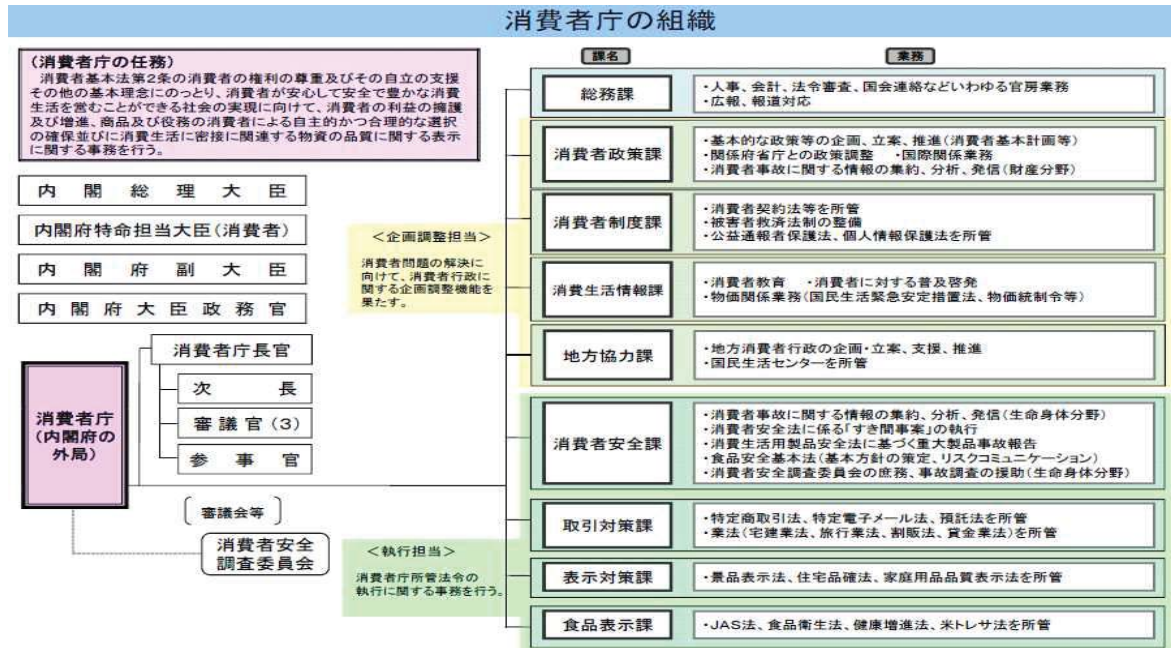 消費者庁の組織
(消費者庁の任務)
消費者基本法第2条の消費者の権利の尊重及びその自立の支援
その他の基本理念にのっとり、消費者が安心して安全で豊かな消費
生活を営むことができる社会の実現に向けて、消費者の利益の擁護
及び増進、商品及び役務の消費者による自主的かつ合理的な選択
の確保並びに消費生活に密接に関連する物資の品質に関する表示
に関する事務を行う。
内閣総理大臣
内閣府特命担当大臣(消費者)
内閣府副大臣
内閣府大臣政務官
消費者庁
(内閣府の
外局)
消費者庁長官
次長
審議官(3)
参事官
〔審議会等〕
消費者安全
調査委員会
<企画調整担当>
消費者問題の解決に
向けて、消費者行政に
関する企画調整機能を
果たす。
<執行担当>
消費者庁所管法令の
執行に関する事務を行う。
課名
業務
総務課
・人事、会計、法令審査、国会連絡などいわゆる官房業務
・広報、報道対応
消費者政策課
・基本的な政策等の企画、立案、推進(消費者基本計画等)
・関係府省庁との政策調整 ・国際関係業務
・消費者事故に関する情報の集約、分析、発信(財産分野)
消費者制度課
・消費者契約法等を所管
・被害者救済法制の整備
・公益通報者保護法、個人情報保護法を所管
消費生活情報課
・消費者教育 ・消費者に対する普及啓発
・物価関係業務(国民生活緊急安定措置法、物価統制令等)
地方協力課
・地方消費者行政の企画・立案、支援、推進
・国民生活センターを所管
消費者安全課
・消費者事故に関する情報の集約、分析、発信(生命身体分野)
・消費者安全法に係る「すき間事案」の執行
・消費生活用製品安全法に基づく重大製品事故報告
・食品安全基本法(基本方針の策定、リスクコミュニケーション)
・消費者安全調査委員会の庶務、事故調査の援助(生命身体分野)
取引対策課
・特定商取引法、特定電子メール法、預託法を所管
・業法(宅建業法、旅行業法、割販法、貸金業法)を所管
表示対策課
・景品表示法、住宅品確法、家庭用品品質表示法を所管
食品表示課
・JAS法、食品衛生法、健康増進法、米トレサ法を所管